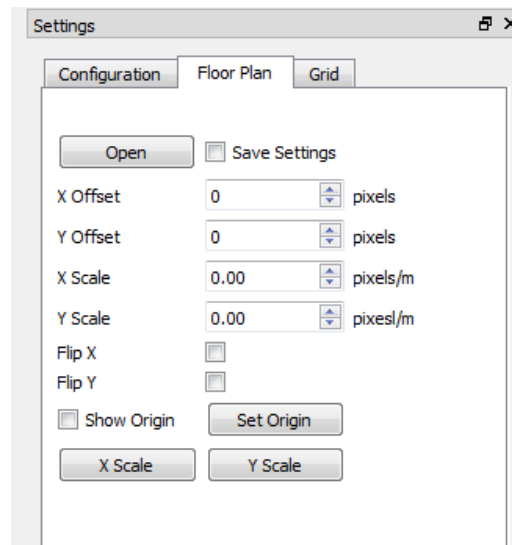 Settings
Configuration Floor Plan Grid
Open Save Settings
X Offset 0 pixels
Y Offset 0 pixels
X Scale 0.00 pixels/m
Y Scale 0.00 pixesl/m
Flip X
Flip Y
Show Origin Set Origin
X Scale Y Scale